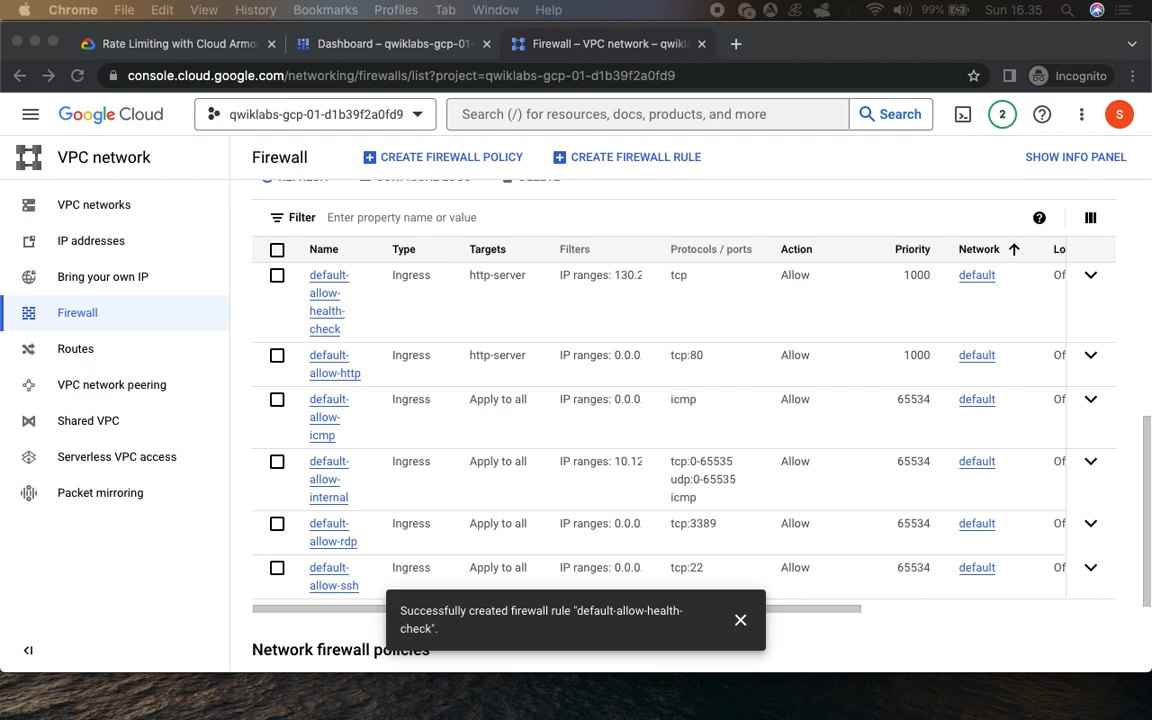 Chrome File Edit View History Bookmarks Profiles Tab Window Help 99% Sun 16.35
Rate Limiting with Cloud Armor
Dashboard – qwiklabs-gcp-01-
Firewall – VPC network – qwikl
console.cloud.google.com/networking/firewalls/list?project=qwiklabs-gcp-01-d1b39f2a0fd9
Incognito
Google Cloud
qwiklabs-gcp-01-d1b39f2a0fd9
Search (/) for resources, docs, products, and more
Search
2
S
VPC network
Firewall
CREATE FIREWALL POLICY
CREATE FIREWALL RULE
SHOW INFO PANEL
VPC networks
IP addresses
Bring your own IP
Firewall
Routes
VPC network peering
Shared VPC
Serverless VPC access
Packet mirroring
Filter Enter property name or value
Name Type Targets Filters Protocols / ports Action Priority Network Lo
default-allow-health-check Ingress http-server IP ranges: 130.2 tcp Allow 1000 default Of
default-allow-http Ingress http-server IP ranges: 0.0.0. tcp:80 Allow 1000 default Of
default-allow-icmp Ingress Apply to all IP ranges: 0.0.0. icmp Allow 65534 default Of
default-allow-internal Ingress Apply to all IP ranges: 10.12 tcp:0-65535 udp:0-65535 icmp Allow 65534 default Of
default-allow-rdp Ingress Apply to all IP ranges: 0.0.0. tcp:3389 Allow 65534 default Of
default-allow-ssh Ingress Apply to all IP ranges: 0.0.0. tcp:22 Allow 65534 default Of
Successfully created firewall rule "default-allow-health-
check".
Network firewall policies